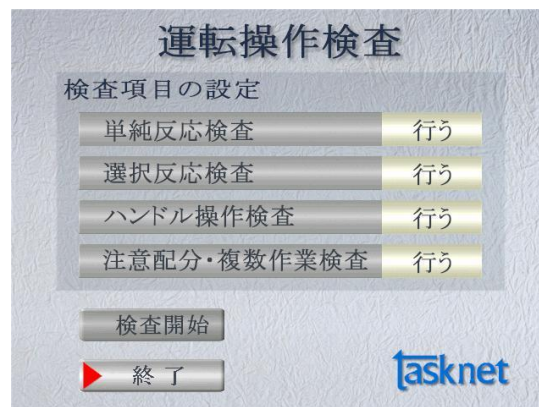 運転操作検査
検査項目の設定
単純反応検査 行う
選択反応検査 行う
ハンドル操作検査 行う
注意配分・複数作業検査 行う
検査開始
終了
tasknet